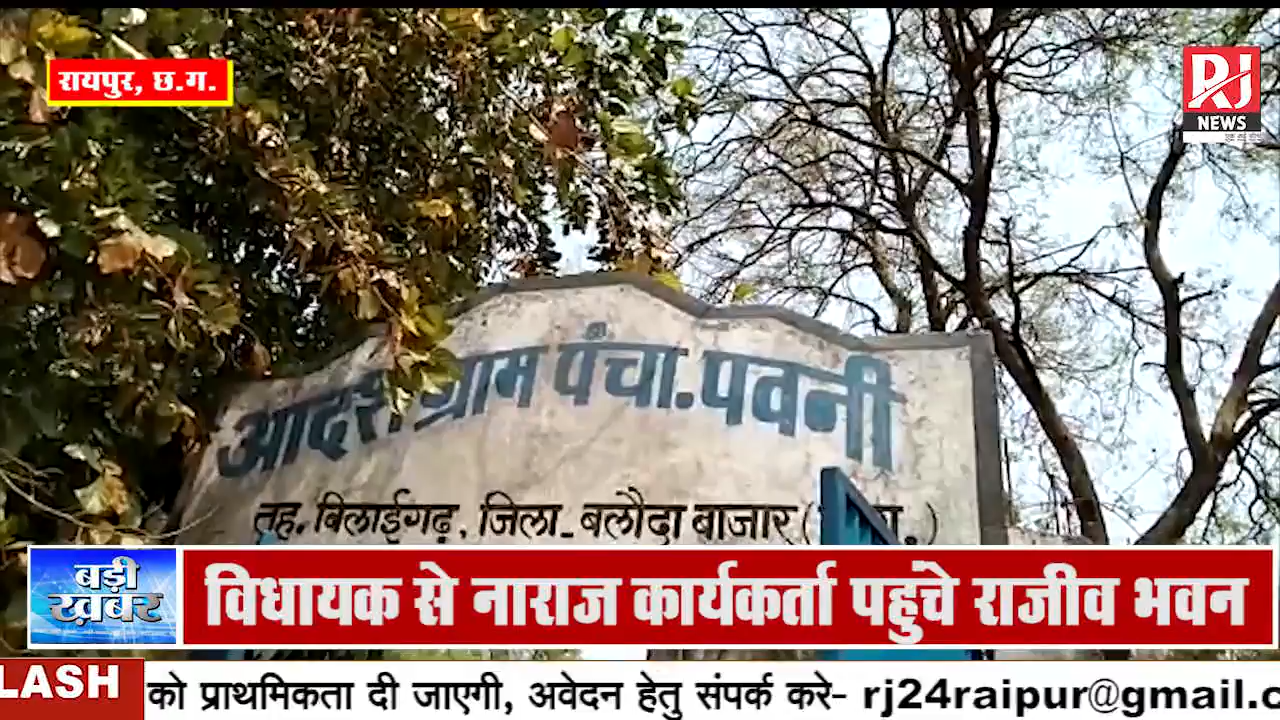 रायपुर, छ.ग.
RJ
NEWS
ग्राम पंचा. पवनी
तह. बिलाईगढ़, जिला_ बलौदा बाजार (
बड़ी
ख़बर
विधायक से नाराज कार्यकर्ता पहुंचे राजीव भवन
LASH को प्राथमिकता दी जाएगी, अवेदन हेतु संपर्क करे- rj24raipur@gmail.c